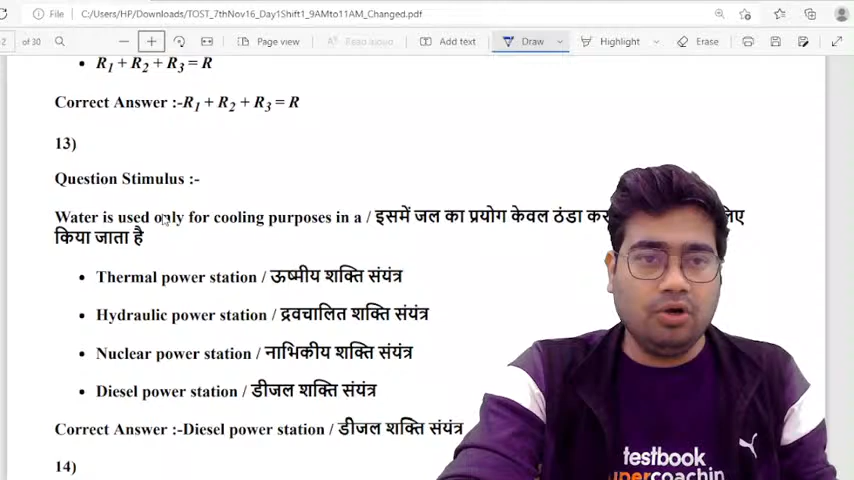 File
C:/Users/HP/Downloads/TOST_7thNov16_Day1Shift1_9AMto11AM_Changed.pdf
2 of 30
Page view
Read aloud
Add text
Draw
Highlight
Erase
• R1 + R2 + R3 = R
Correct Answer :-R1 + R2 + R3 = R
13)
Question Stimulus :-
Water is used only for cooling purposes in a / इसमें जल का प्रयोग केवल ठंडा कर लिए
किया जाता है
• Thermal power station / ऊष्मीय शक्ति संयंत्र
• Hydraulic power station / द्रवचालित शक्ति संयंत्र
• Nuclear power station / नाभिकीय शक्ति संयंत्र
• Diesel power station / डीजल शक्ति संयंत्र
Correct Answer :-Diesel power station / डीजल शक्ति संयंत्र
14)
testbook
upercoachin